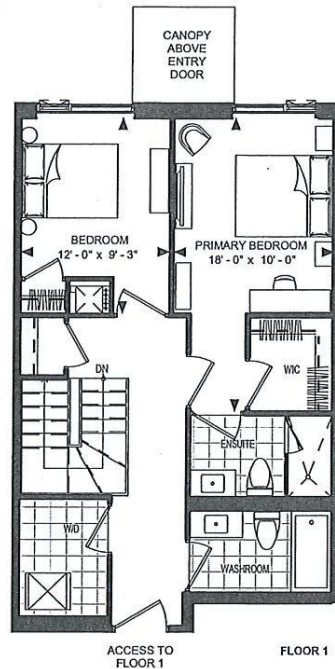 CANOPY
ABOVE
ENTRY
DOOR
BEDROOM
12' - 0" x 9' - 3"
PRIMARY BEDROOM
18' - 0" x 10' - 0"
DN
WIC
ENSUITE
W/D
WASHROOM
ACCESS TO
FLOOR 1
FLOOR 1